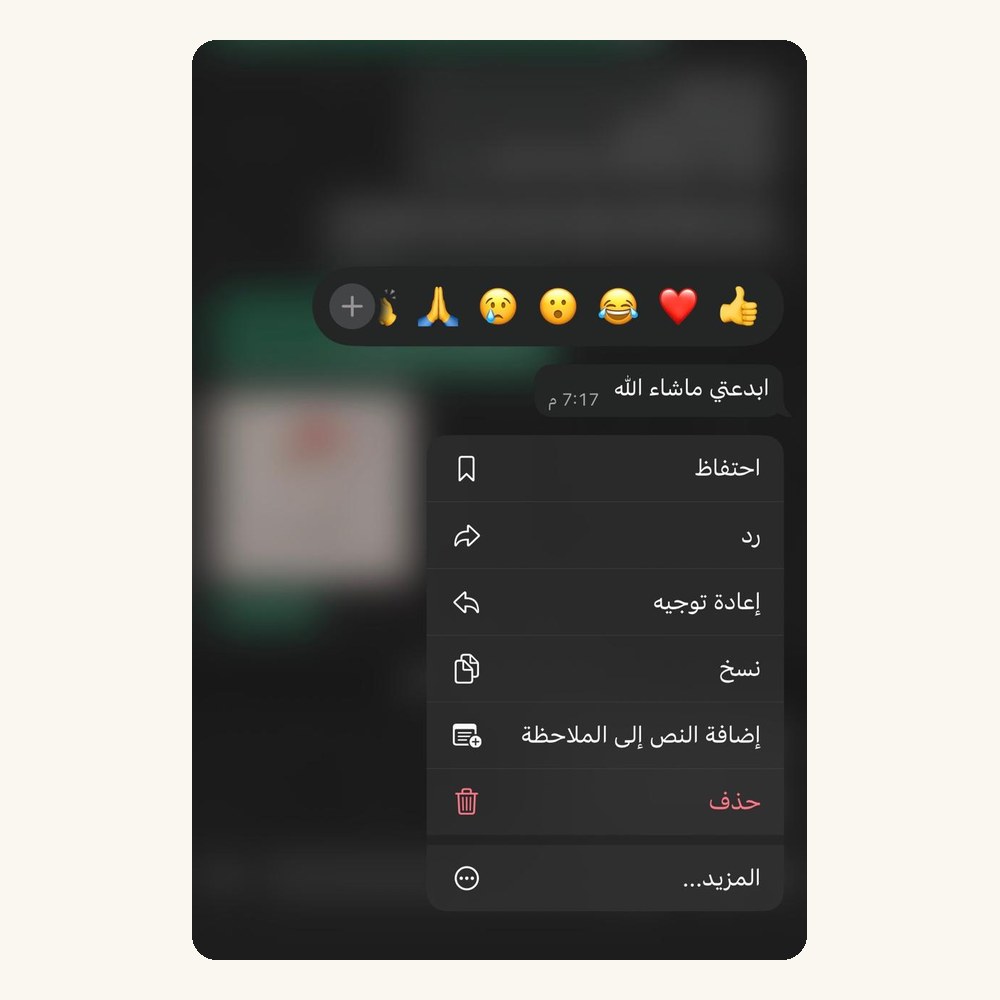 ابدعتي ماشاء الله
7:17 م
احتفاظ
رد
إعادة توجيه
نسخ
إضافة النص إلى الملاحظة
حذف
المزيد...